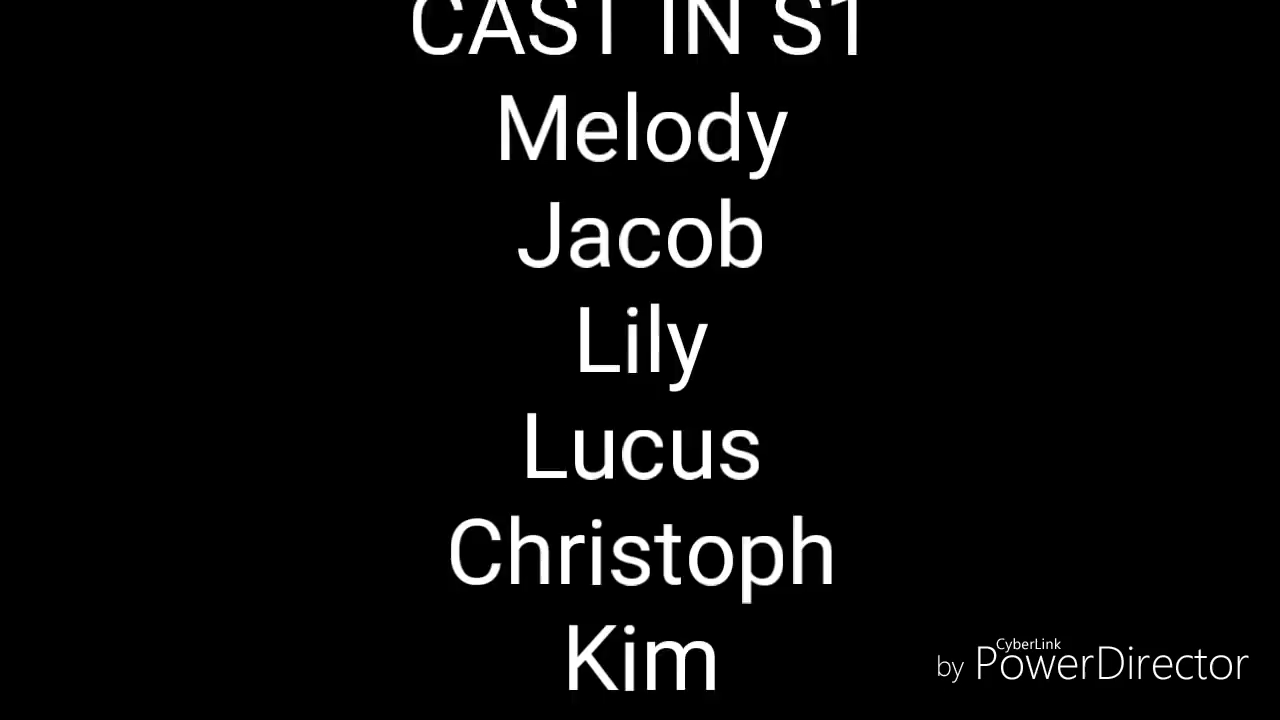 CAST IN S1
Melody
Jacob
Lily
Lucus
Christoph
Kim
CyberLink
by PowerDirector